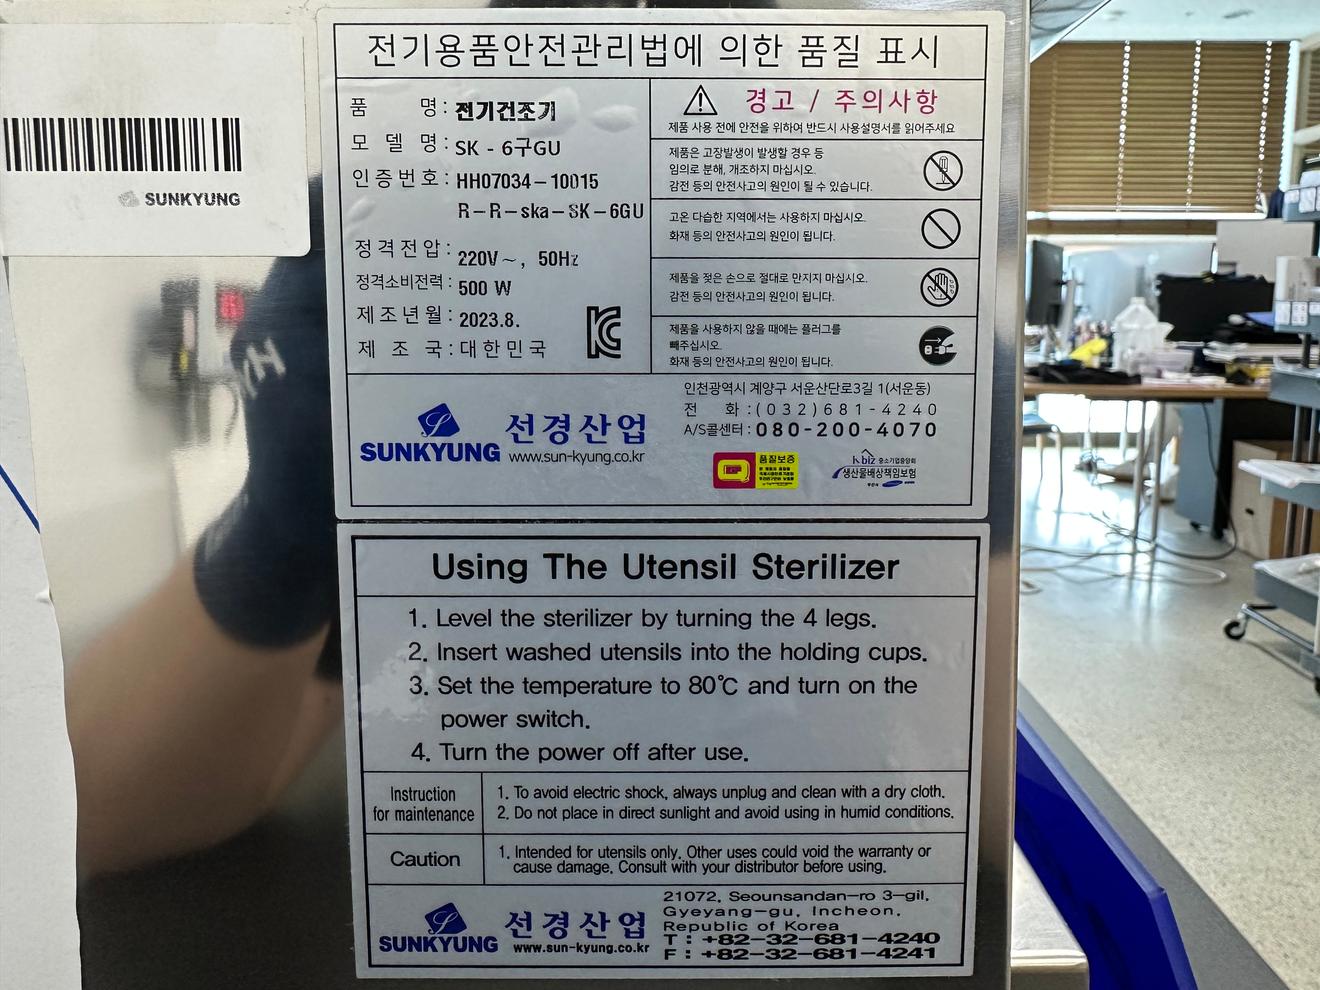 SUNKYUNG
전기용품안전관리법에 의한 품질 표시
품 명: 전기건조기
모 델 명: SK - 6구GU
인증번호: HH07034-10015
R-R-ska-SK-6GU
정격전압: 220V~, 50Hz
정격소비전력: 500 W
제조년월: 2023.8.
제 조 국: 대한민국
경고 / 주의사항
제품 사용 전에 안전을 위하여 반드시 사용설명서를 읽어주세요
제품은 고장발생이 발생할 경우 등
임의로 분해, 개조하지 마십시오.
감전 등의 안전사고의 원인이 될 수 있습니다.
고온 다습한 지역에서는 사용하지 마십시오.
화재 등의 안전사고의 원인이 됩니다.
제품을 젖은 손으로 절대로 만지지 마십시오.
감전 등의 안전사고의 원인이 됩니다.
제품을 사용하지 않을 때에는 플러그를
빼주십시오.
화재 등의 안전사고의 원인이 됩니다.
SUNKYUNG 선경산업
www.sun-kyung.co.kr
인천광역시 계양구 서운산단로3길 1(서운동)
전 화:(032)681-4240
A/S콜센터: 080-200-4070
품질보증
Kbiz 중소기업중앙회
생산물배상책임보험
Using The Utensil Sterilizer
1. Level the sterilizer by turning the 4 legs.
2. Insert washed utensils into the holding cups.
3. Set the temperature to 80℃ and turn on the
power switch.
4. Turn the power off after use.
Instruction
for maintenance
1. To avoid electric shock, always unplug and clean with a dry cloth.
2. Do not place in direct sunlight and avoid using in humid conditions.
Caution
1. Intended for utensils only. Other uses could void the warranty or
cause damage. Consult with your distributor before using.
SUNKYUNG 선경산업
www.sun-kyung.co.kr
21072, Seounsandan-ro 3-gil,
Gyeyang-gu, Incheon,
Republic of Korea
T : +82-32-681-4240
F : +82-32-681-4241